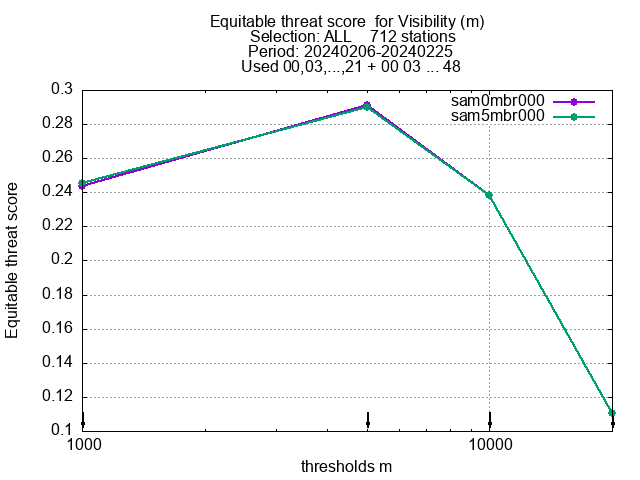 Equitable threat score  for Visibility (m)
Selection: ALL    712 stations
Period: 20240206-20240225
Used 00,03,...,21 + 00 03 ... 48
sam0mbr000
sam5mbr000
0.3
0.28
0.26
0.24
0.22
0.2
0.18
0.16
0.14
0.12
0.1
Equitable threat score
1000
10000
thresholds m